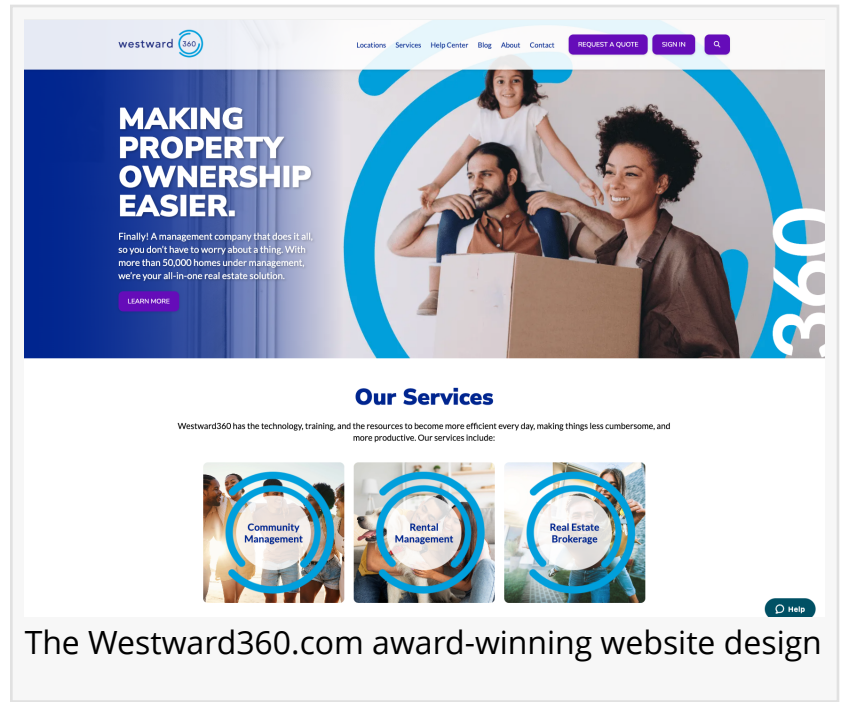 westward 360
Locations Services Help Center Blog About Contact REQUEST A QUOTE SIGN IN
MAKING
PROPERTY
OWNERSHIP
EASIER.
Finally! A management company that does it all,
so you don't have to worry about a thing. With
more than 50,000 homes under management,
we're your all-in-one real estate solution.
LEARN MORE
360
Our Services
Westward360 has the technology, training, and the resources to become more efficient every day, making things less cumbersome, and
more productive. Our services include:
Community
Management
Rental
Management
Real Estate
Brokerage
Help
The Westward360.com award-winning website design